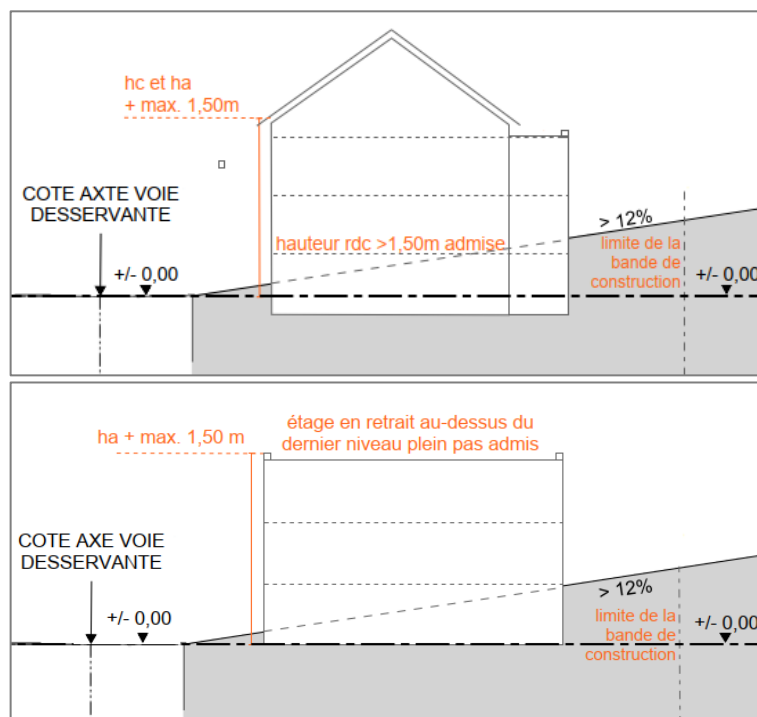 hc et ha
+ max. 1,50m
COTE AXTE VOIE
DESSERVANTE
+/- 0,00
hauteur rdc >1,50m admise
> 12%
limite de la
bande de
construction
+/- 0,00
étage en retrait au-dessus du
dernier niveau plein pas admis
ha + max. 1,50 m
COTE AXE VOIE
DESSERVANTE
+/- 0,00
> 12%
limite de la
bande de
construction
+/- 0,00